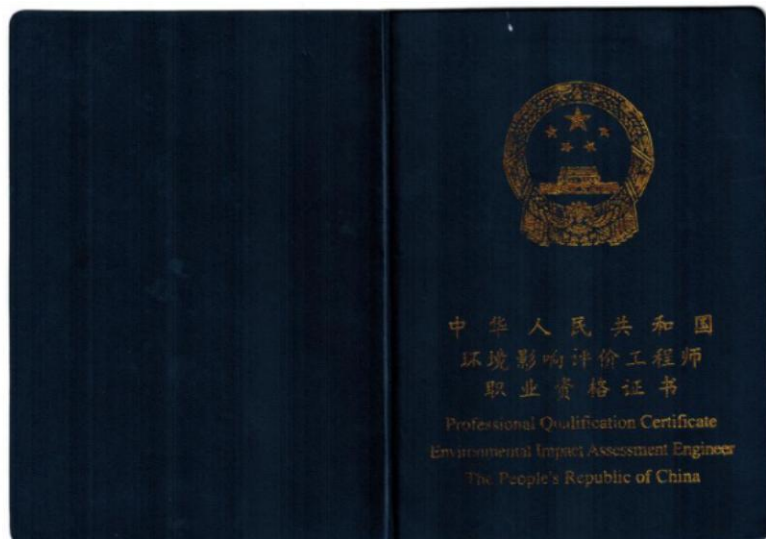 中华人民共和国
环境影响评价工程师
职业资格证书
Professional Qualification Certificate
Environmental Impact Assessment Engineer
The People's Republic of China